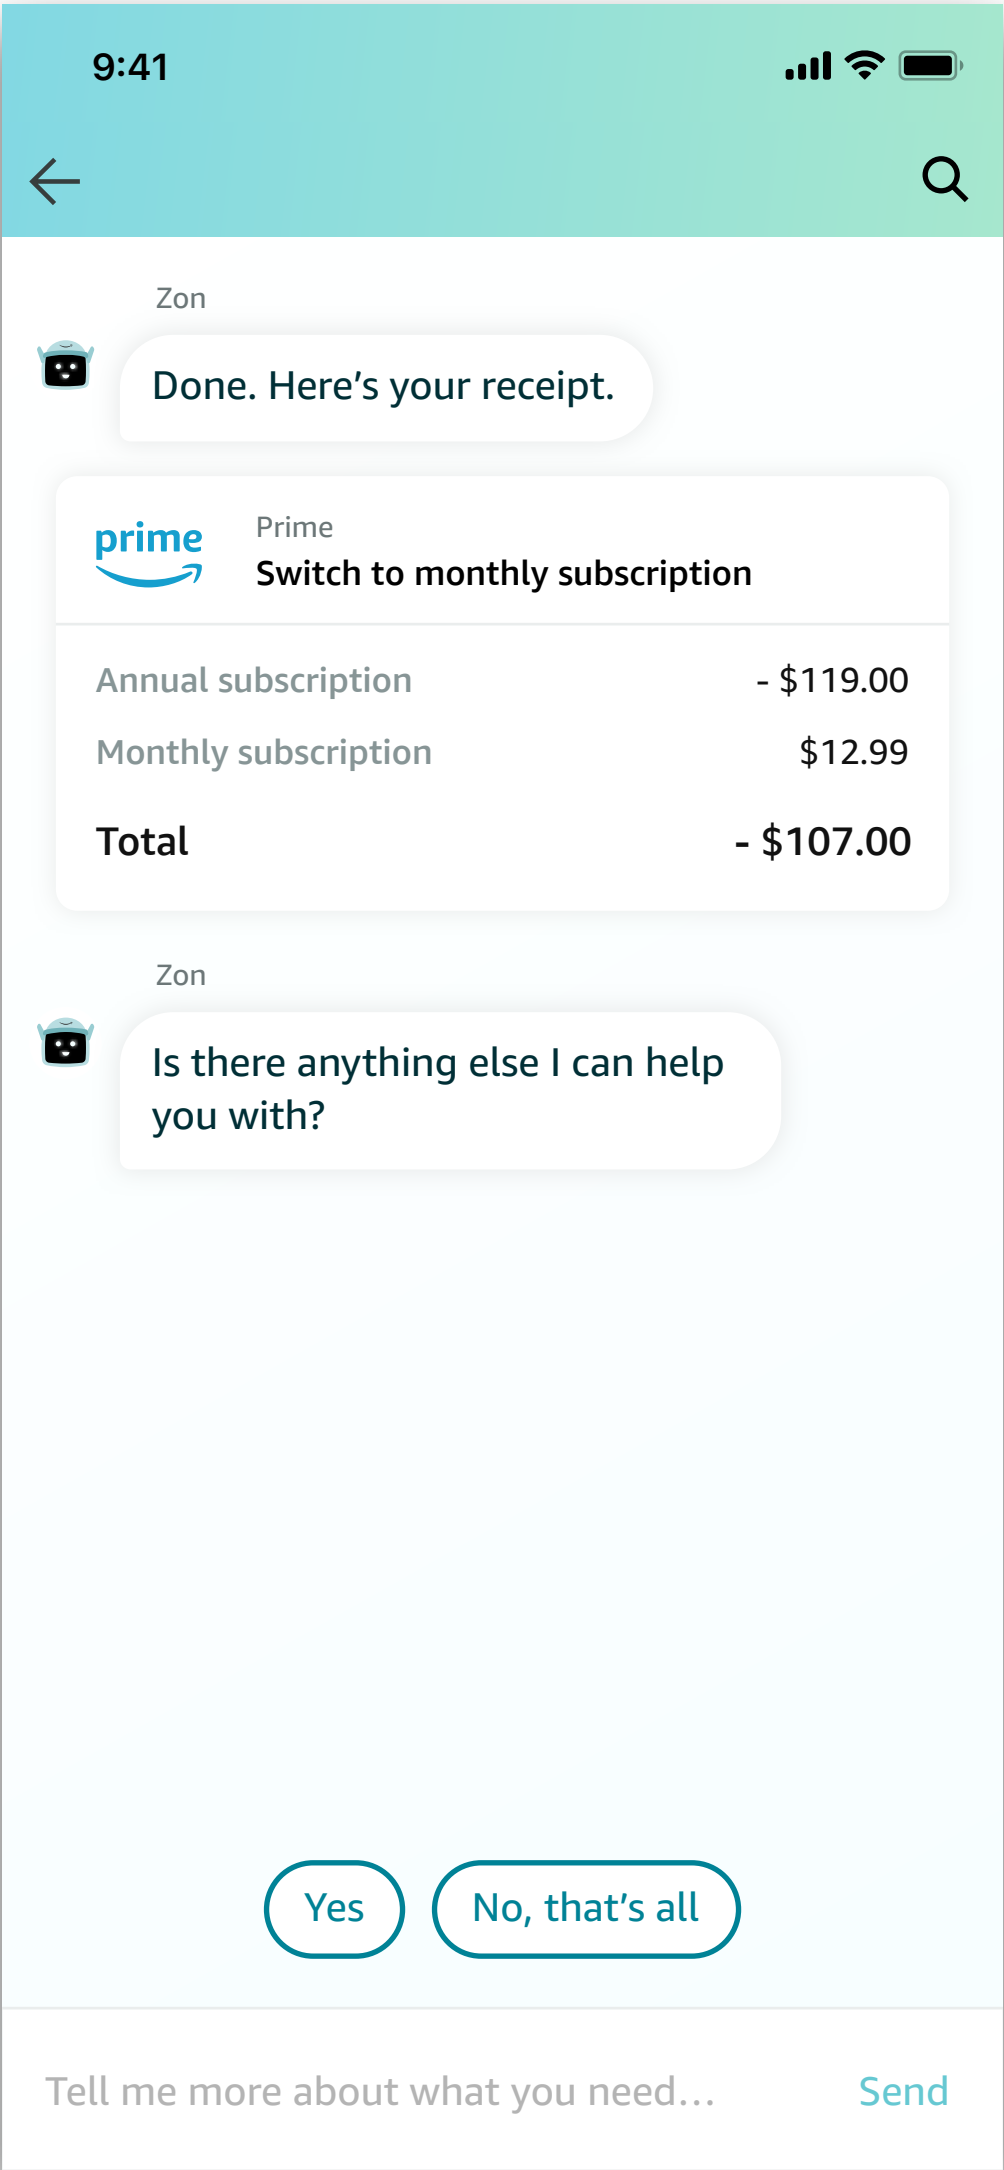 9:41
Zon
Done. Here’s your receipt.
prime
Prime
Switch to monthly subscription
Annual subscription - $119.00
Monthly subscription $12.99
Total - $107.00
Zon
Is there anything else I can help
you with?
Yes
No, that’s all
Tell me more about what you need... Send